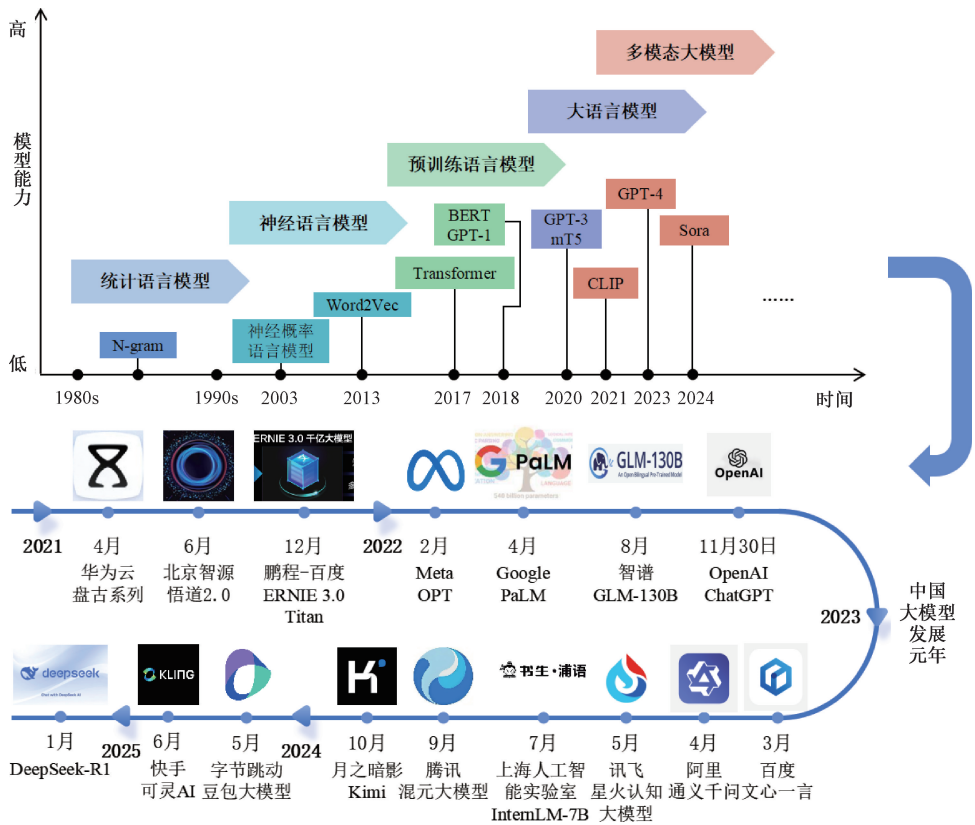 高
模型能力
低
多模态大模型
大语言模型
预训练语言模型
神经语言模型
统计语言模型
GPT-4
BERT
GPT-1
GPT-3
mT5
Sora
Transformer
CLIP
Word2Vec
神经概率
语言模型
N-gram
......
1980s
1990s
2003
2013
2017
2018
2020
2021
2023
2024
时间
ERNIE 3.0 千亿大模型
Google PaLM
540 billion parameters
GLM-130B
An Open Bilingual Pre-Trained Model
OpenAI
2021
4月
华为云
盘古系列
6月
北京智源
悟道2.0
12月
鹏程-百度
ERNIE 3.0
Titan
2022
2月
Meta
OPT
4月
Google
PaLM
8月
智谱
GLM-130B
11月30日
OpenAI
ChatGPT
2023
中国
大模型
发展
元年
deepseek
KLING
K
书生·浦语
1月
DeepSeek-R1
2025
6月
快手
可灵AI
5月
字节跳动
豆包大模型
2024
10月
月之暗影
Kimi
9月
腾讯
混元大模型
7月
上海人工智
能实验室
InternLM-7B
5月
讯飞
星火认知
大模型
4月
阿里
通义千问
3月
百度
文心一言